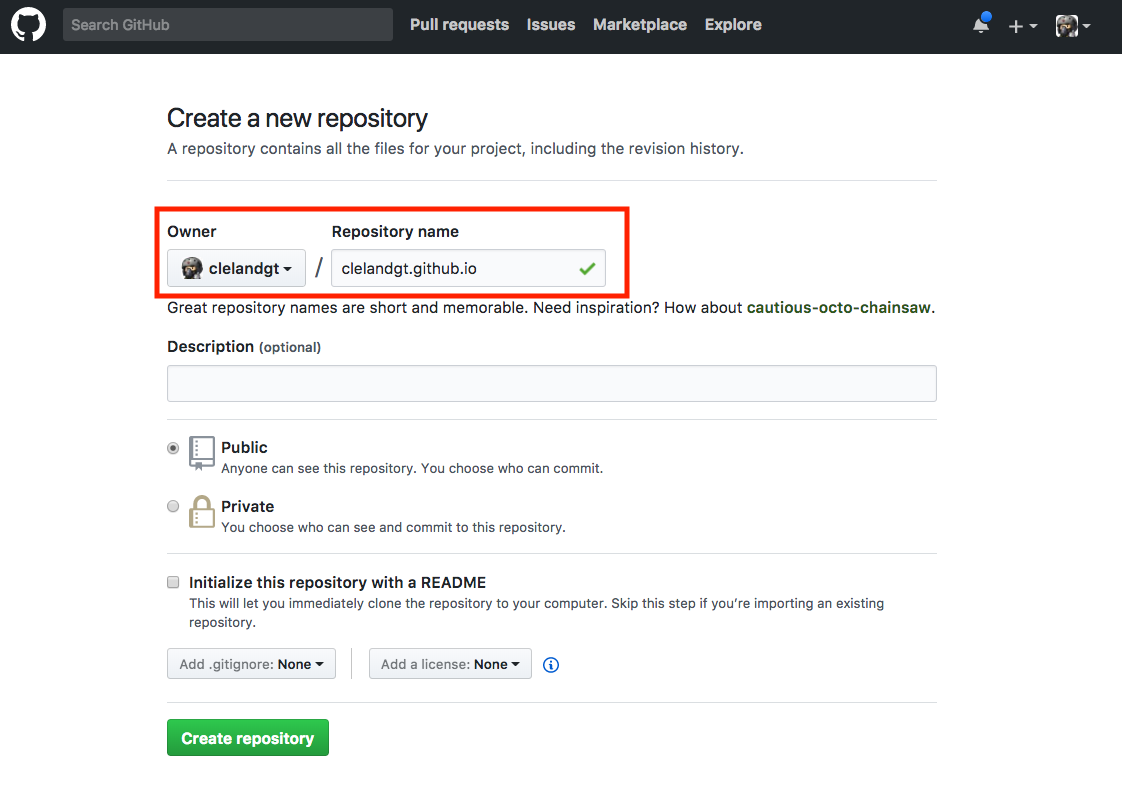 Search GitHub Pull requests Issues Marketplace Explore
Create a new repository
A repository contains all the files for your project, including the revision history.
Owner Repository name
clelandgt / clelandgt.github.io
Great repository names are short and memorable. Need inspiration? How about cautious-octo-chainsaw.
Description (optional)
Public
Anyone can see this repository. You choose who can commit.
Private
You choose who can see and commit to this repository.
Initialize this repository with a README
This will let you immediately clone the repository to your computer. Skip this step if you’re importing an existing
repository.
Add .gitignore: None Add a license: None
Create repository